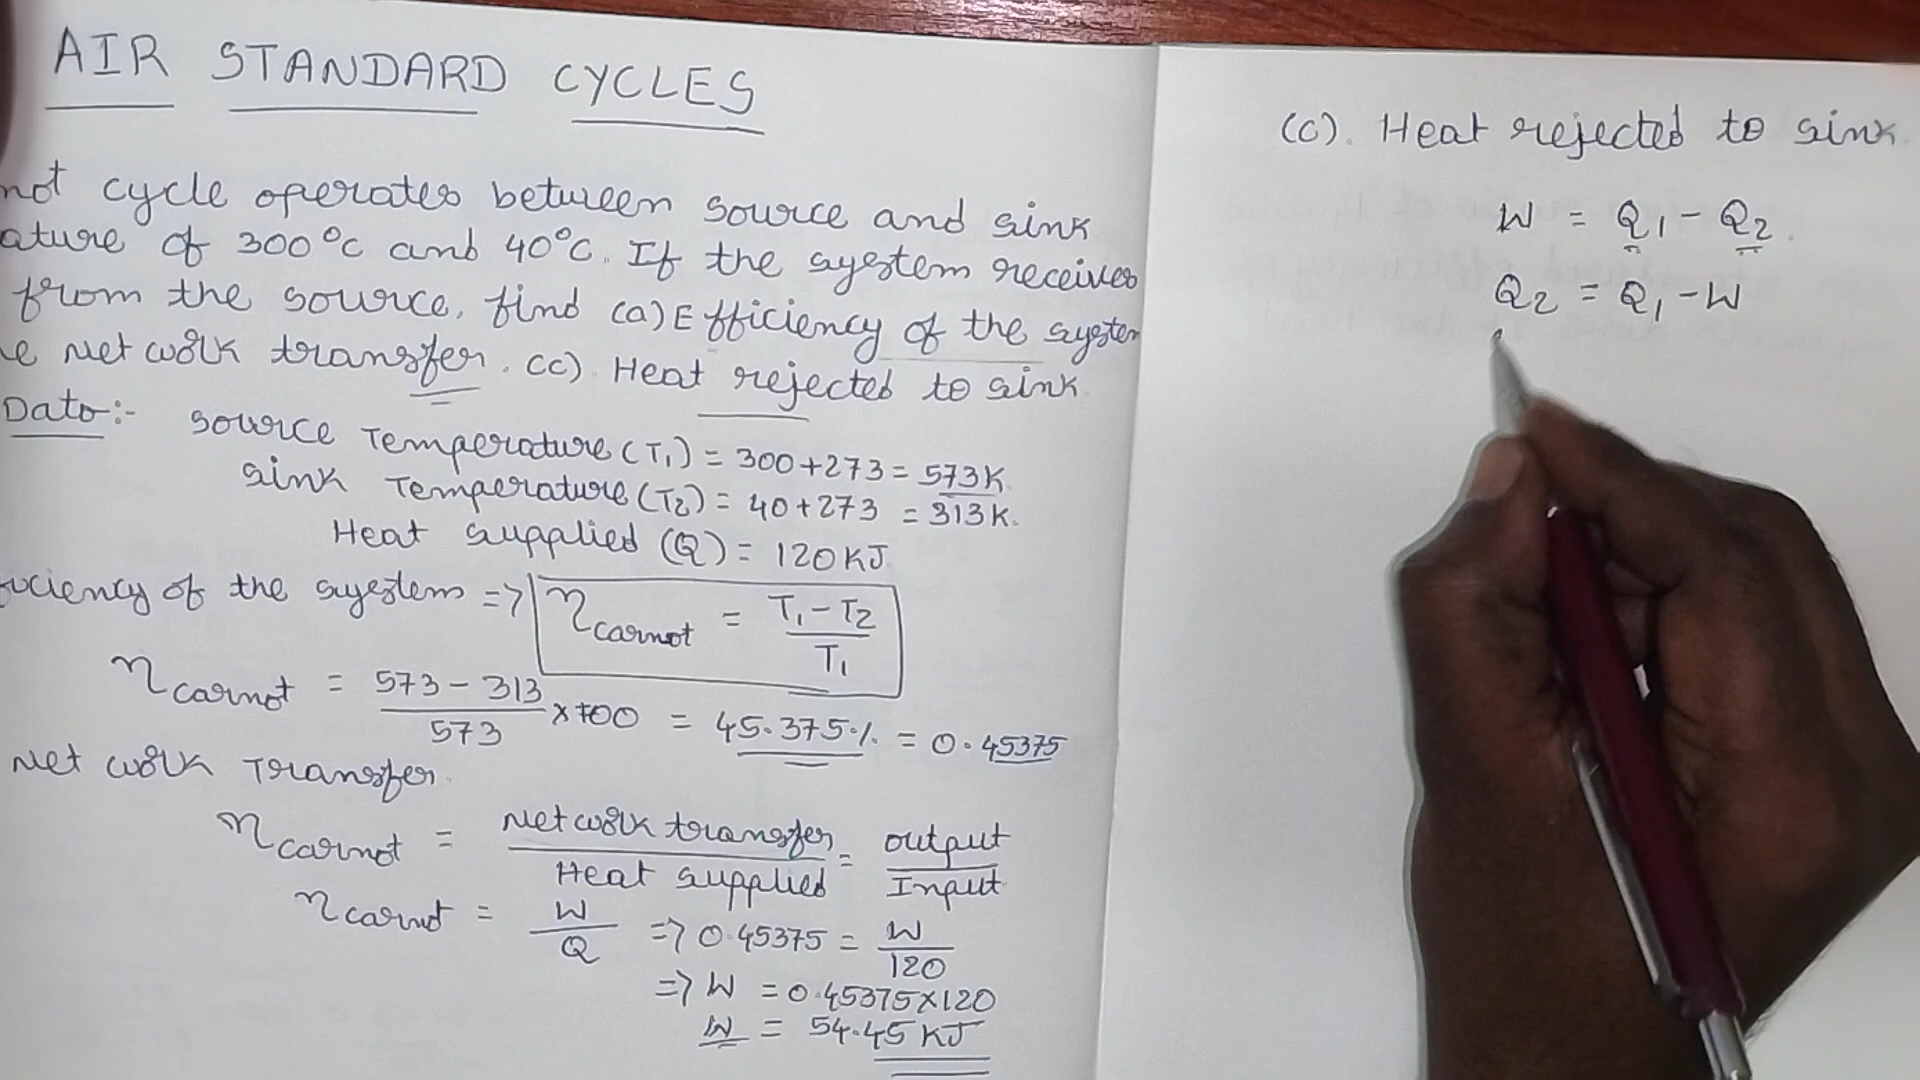 AIR STANDARD CYCLES
not cycle operates between source and sink
ature of 300°C and 40°C. If the system receives
from the source, find (a) Efficiency of the system
e Net work transfer. (c). Heat rejected to sink.
Data:- Source Temperature (T1) = 300+273 = 573K.
Sink Temperature (T2) = 40+273 = 313K.
Heat supplied (Q) = 120KJ.
iciency of the system => ηcarnot = T1-T2 / T1
ηcarnot = 573-313 / 573 ×100 = 45.375% = 0.45375
Net work Transfer.
ηcarnot = Net work transfer / Heat supplied = output / Input
ηcarnot = W / Q => 0.45375 = W / 120
=> W = 0.45375×120
W = 54.45 KJ
(c). Heat rejected to sink.
W = Q1 - Q2.
Q2 = Q1 - W